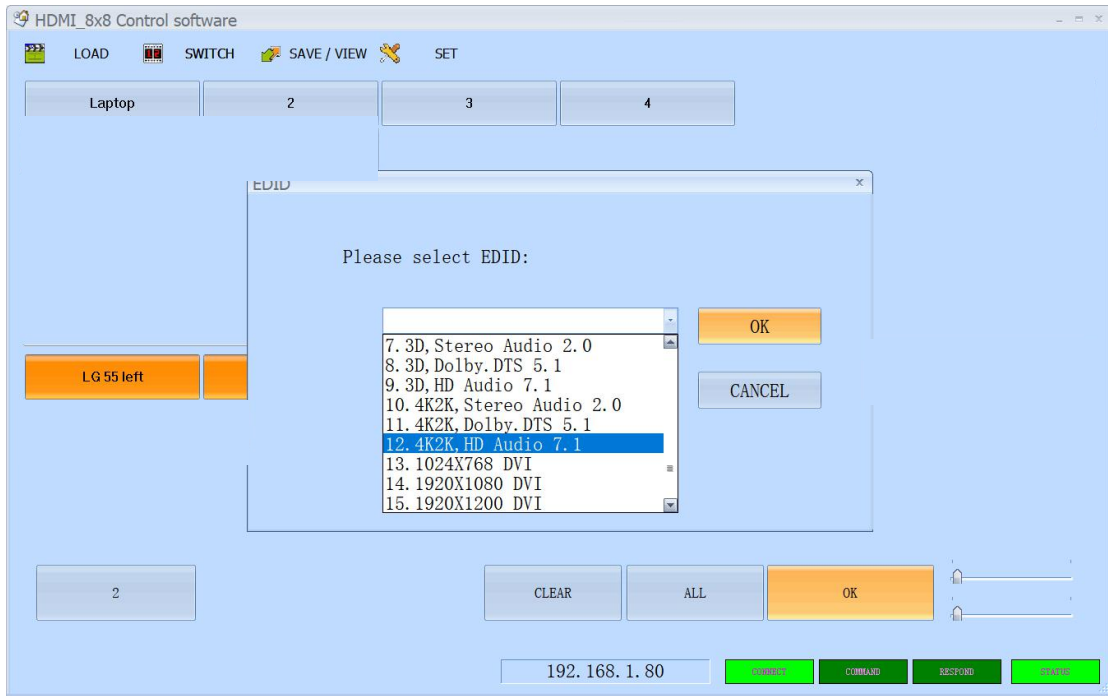 HDMI_8x8 Control software
LOAD SWITCH SAVE / VIEW SET
Laptop 2 3 4
EDID
Please select EDID:
OK
7.3D,Stereo Audio 2.0
8.3D,Dolby.DTS 5.1
9.3D,HD Audio 7.1
10.4K2K,Stereo Audio 2.0
11.4K2K,Dolby.DTS 5.1
12.4K2K,HD Audio 7.1
13.1024X768 DVI
14.1920X1080 DVI
15.1920X1200 DVI
CANCEL
LG 55 left
2 CLEAR ALL OK
192.168.1.80 CONNECT COMMAND RESPOND STATUS